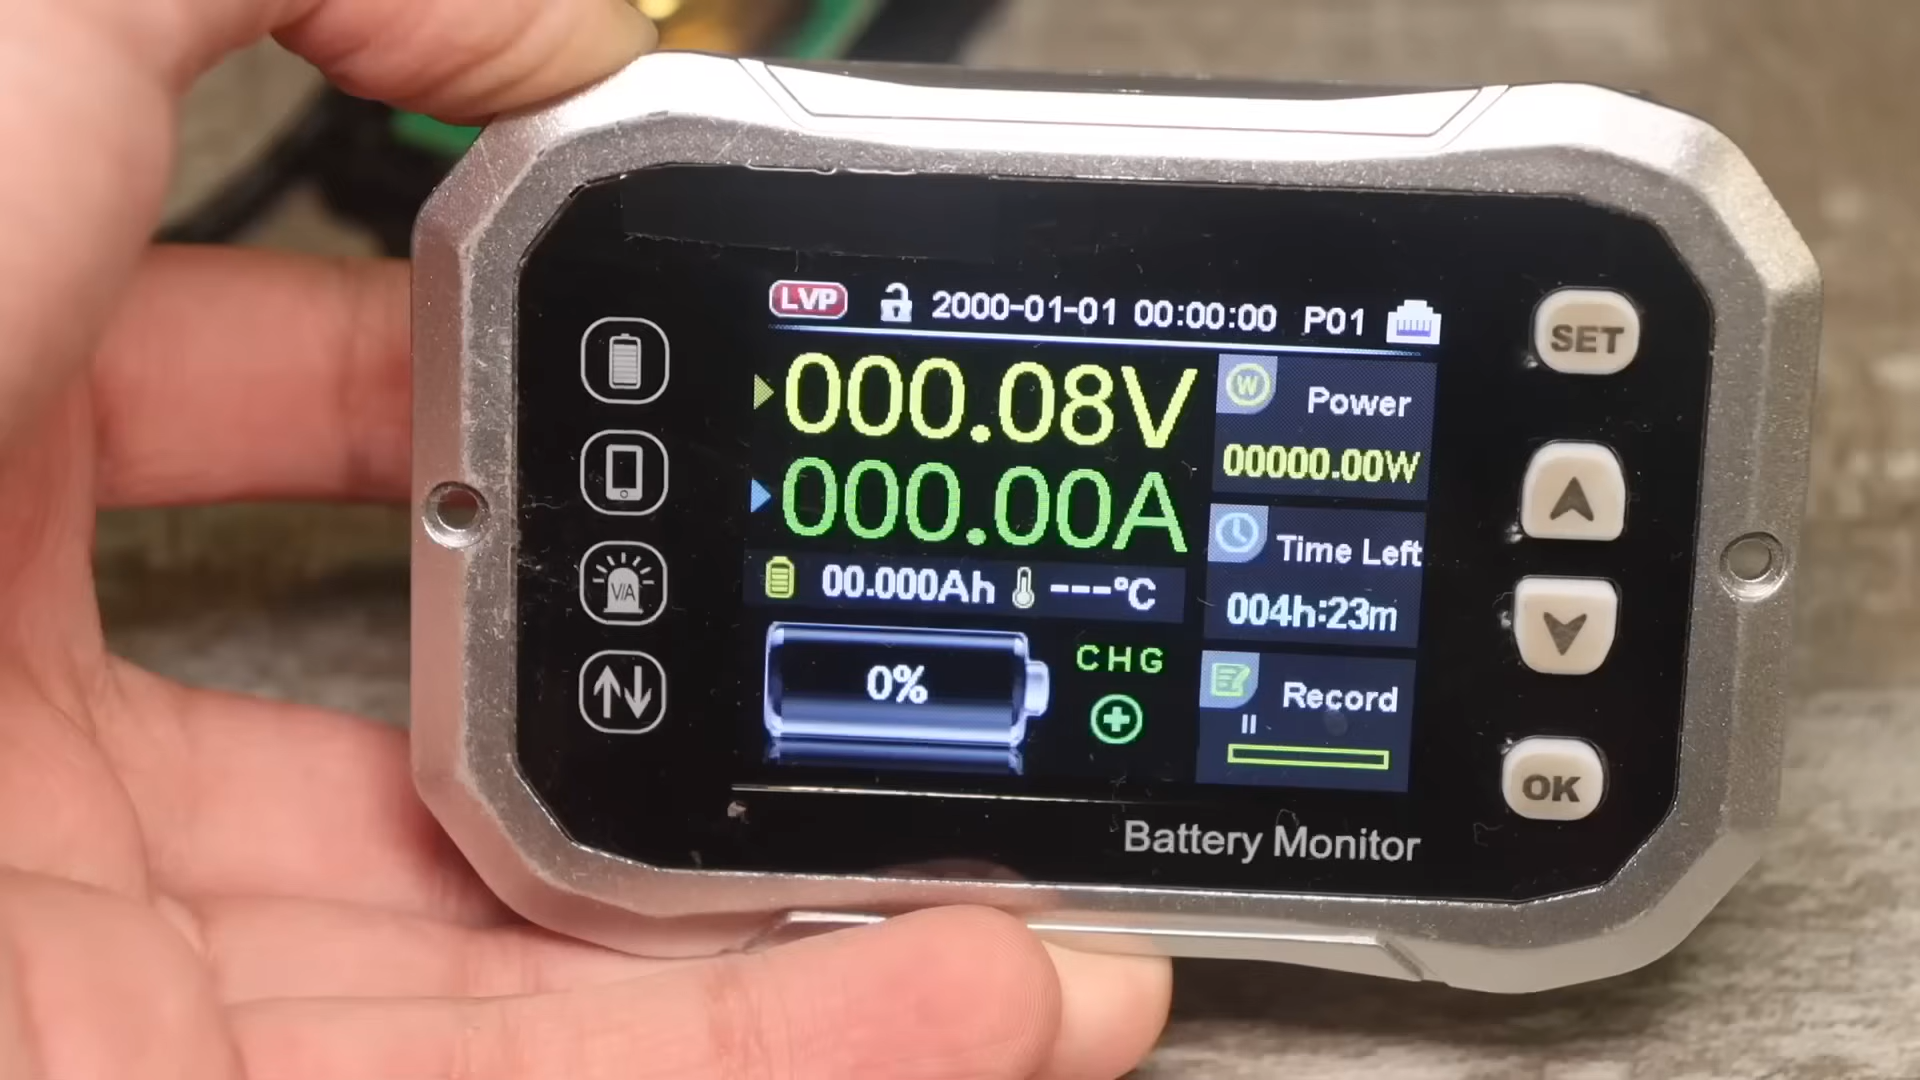 LVP 2000-01-01 00:00:00 P01
000.08V
000.00A
00.000Ah ---°C
0%
CHG
W Power
00000.00W
Time Left
004h:23m
Record
V/A
SET
OK
Battery Monitor